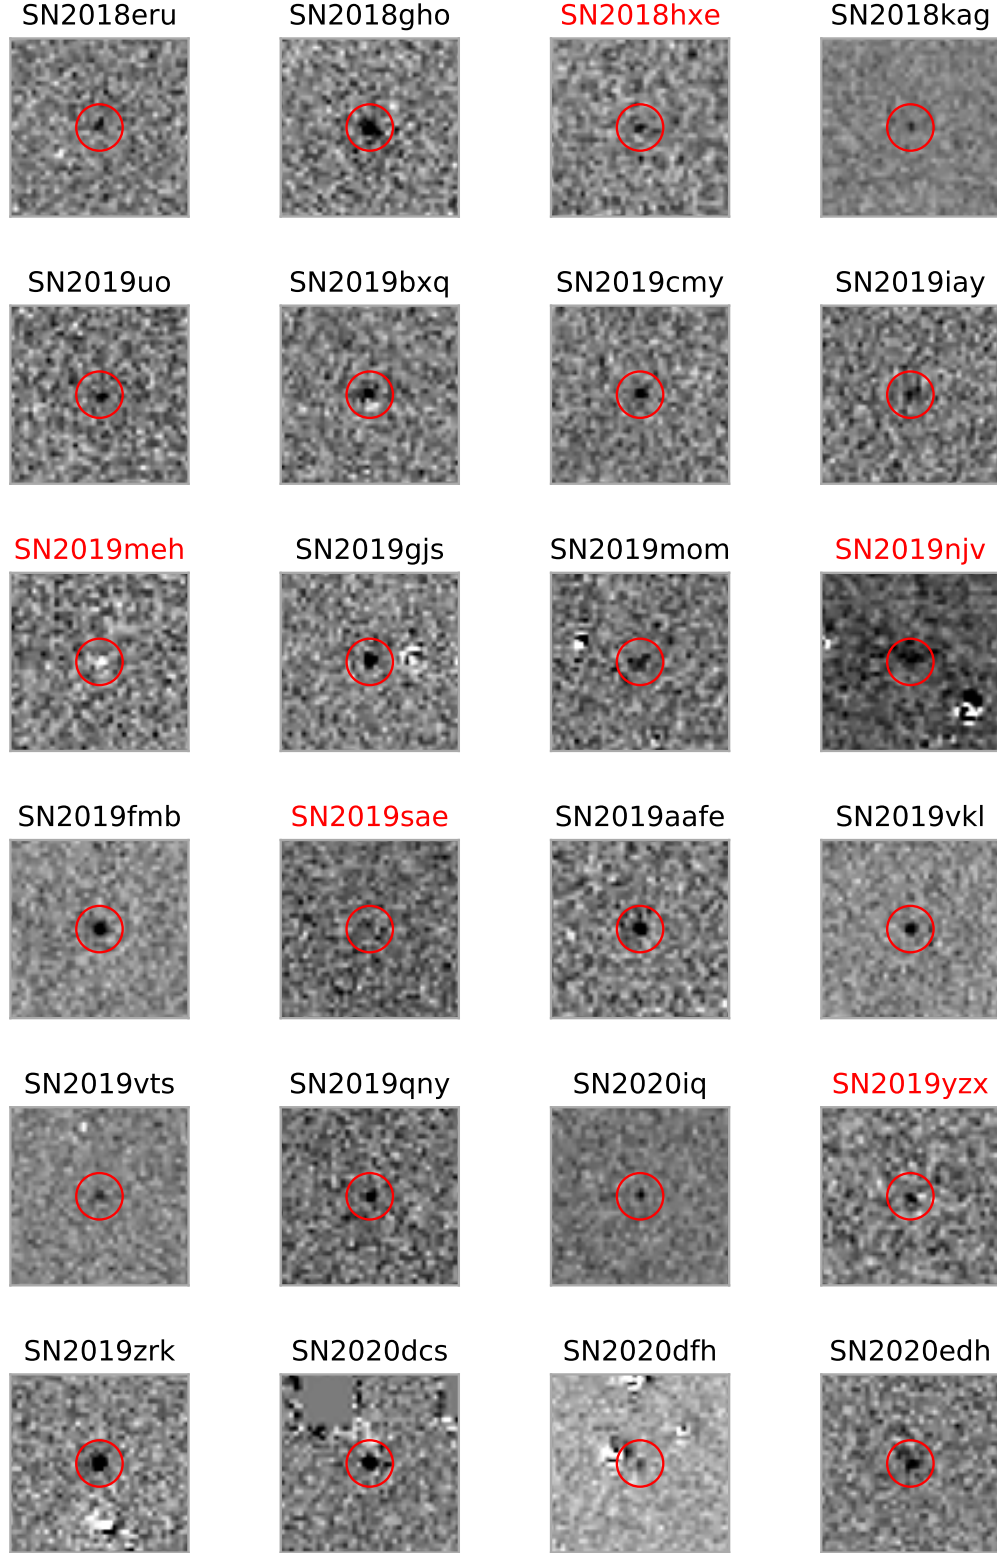 SN2018eru SN2018gho SN2018hxe SN2018kag
SN2019uo SN2019bxq SN2019cmy SN2019iay
SN2019meh SN2019gjs SN2019mom SN2019njv
SN2019fmb SN2019sae SN2019aafe SN2019vkl
SN2019vts SN2019qny SN2020iq SN2019yzx
SN2019zrk SN2020dcs SN2020dfh SN2020edh